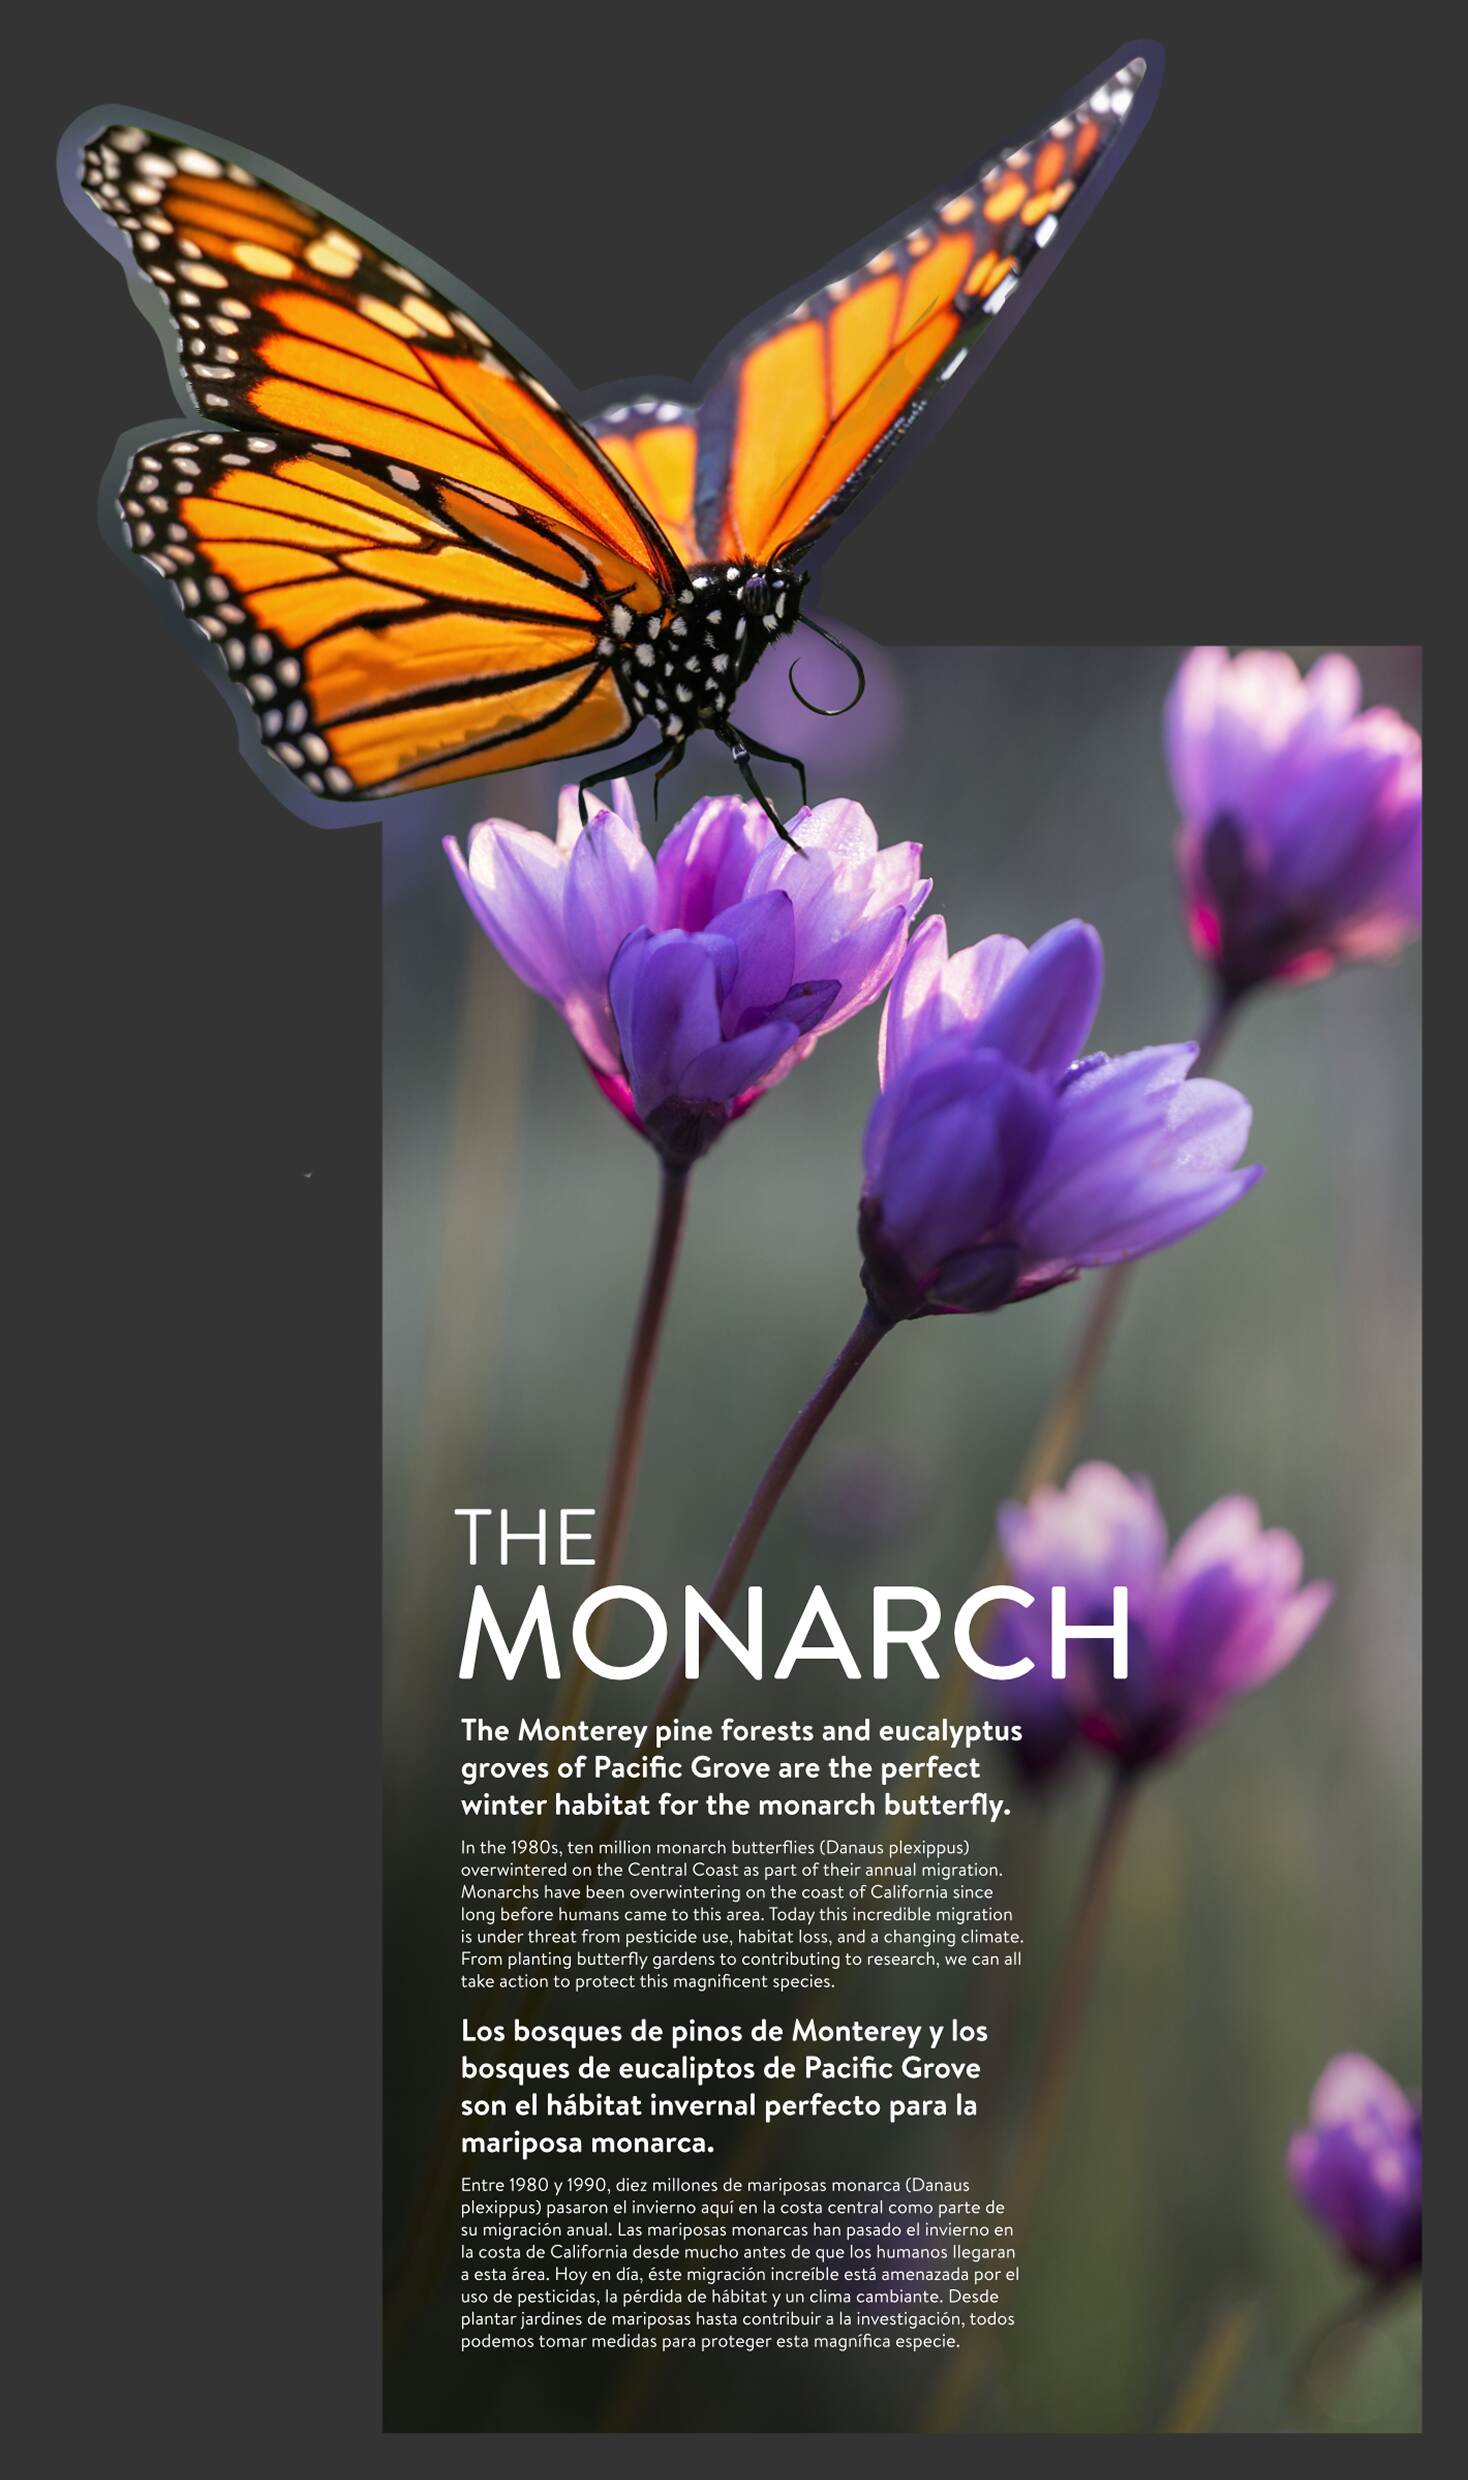 THE
MONARCH
The Monterey pine forests and eucalyptus
groves of Pacific Grove are the perfect
winter habitat for the monarch butterfly.
In the 1980s, ten million monarch butterflies (Danaus plexippus)
overwintered on the Central Coast as part of their annual migration.
Monarchs have been overwintering on the coast of California since
long before humans came to this area. Today this incredible migration
is under threat from pesticide use, habitat loss, and a changing climate.
From planting butterfly gardens to contributing to research, we can all
take action to protect this magnificent species.
Los bosques de pinos de Monterey y los
bosques de eucaliptos de Pacific Grove
son el hábitat invernal perfecto para la
mariposa monarca.
Entre 1980 y 1990, diez millones de mariposas monarca (Danaus
plexippus) pasaron el invierno aquí en la costa central como parte de
su migración anual. Las mariposas monarcas han pasado el invierno en
la costa de California desde mucho antes de que los humanos llegaran
a esta área. Hoy en día, éste migración increíble está amenazada por el
uso de pesticidas, la pérdida de hábitat y un clima cambiante. Desde
plantar jardines de mariposas hasta contribuir a la investigación, todos
podemos tomar medidas para proteger esta magnífica especie.